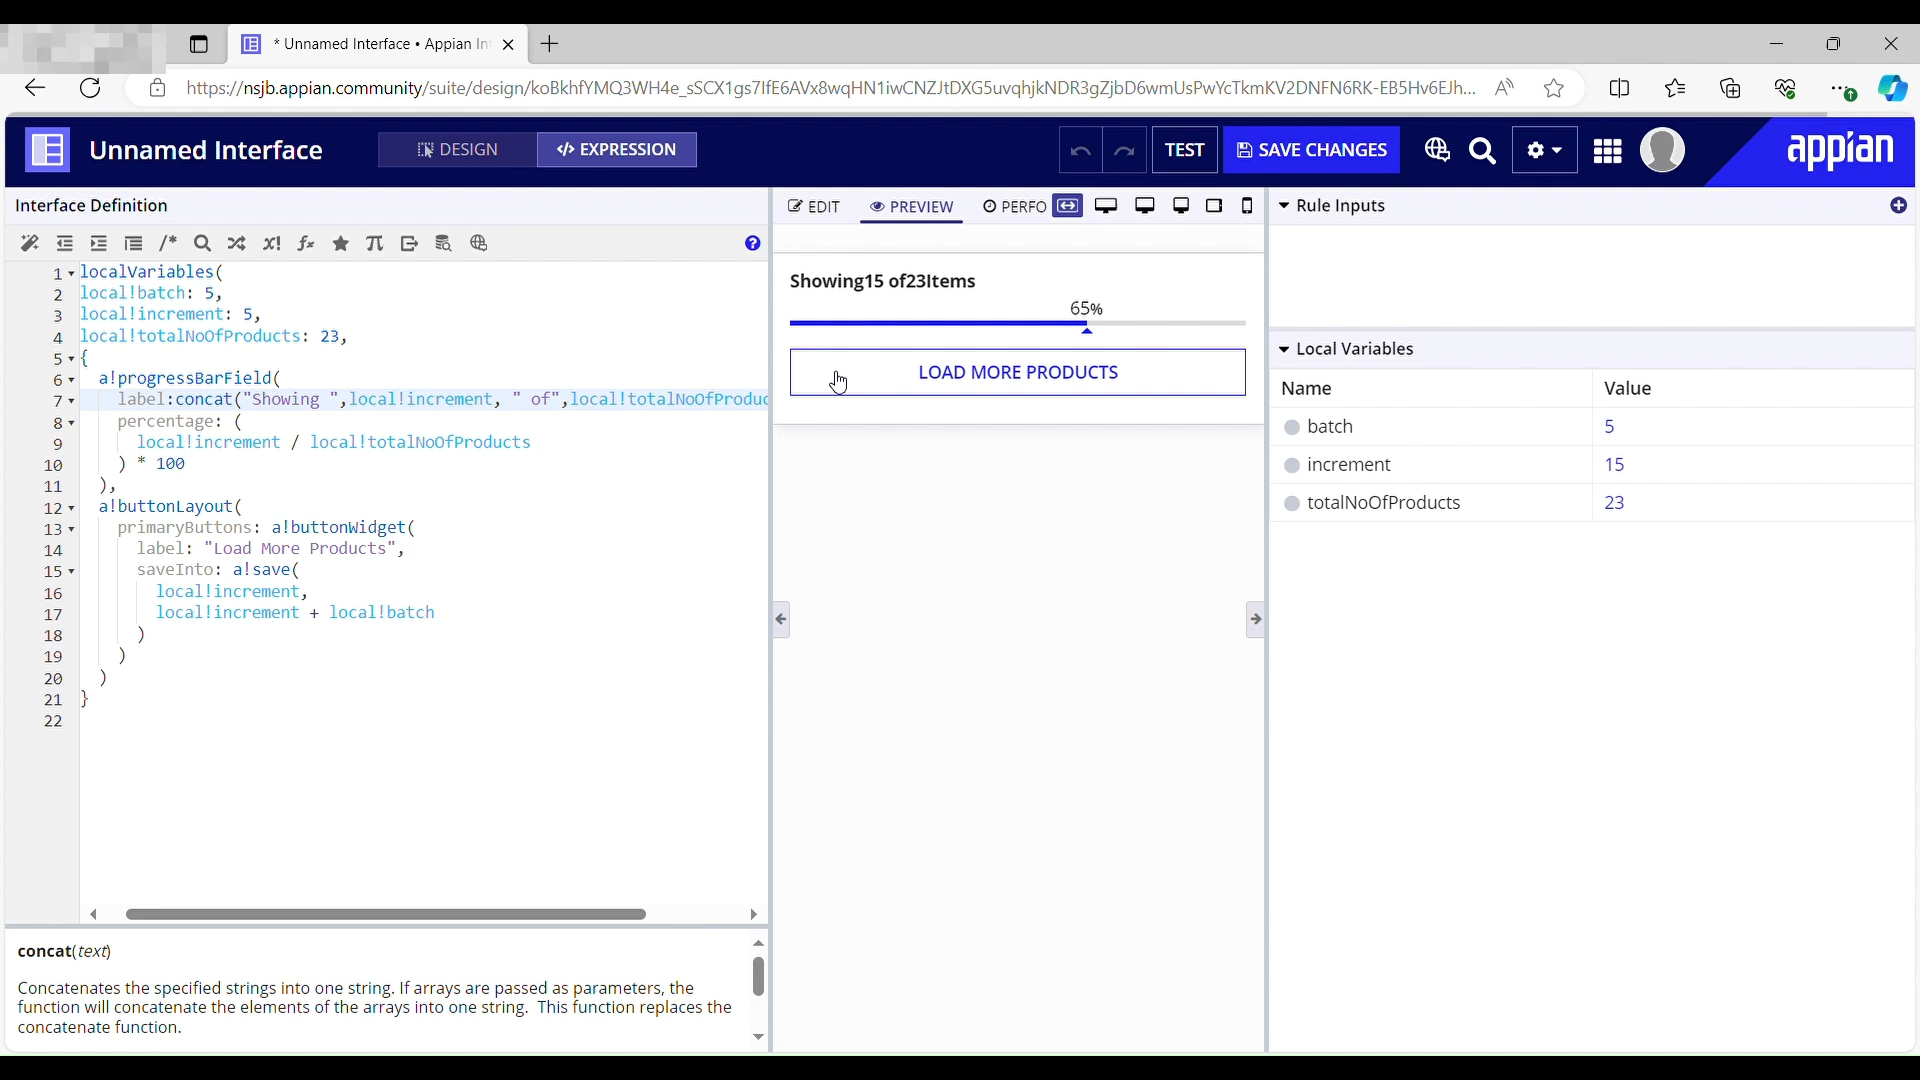 * Unnamed Interface • Appian In
https://nsjb.appian.community/suite/design/koBkhfYMQ3WH4e_sSCX1gs7IfE6AVx8wqHN1iwCNZJtDXG5uvqhjkNDR3gZjbD6wmUsPwYcTkmKV2DNFN6RK-EB5Hv6EJh...
Unnamed Interface
DESIGN
</> EXPRESSION
TEST
SAVE CHANGES
appian
Interface Definition
EDIT
PREVIEW
PERFO
Rule Inputs
1 localVariables(
2 local!batch: 5,
3 local!increment: 5,
4 local!totalNoOfProducts: 23,
5 {
6 a!progressBarField(
7 label:concat("Showing ",local!increment, " of",local!totalNoOfProduc
8 percentage: (
9 local!increment / local!totalNoOfProducts
10 ) * 100
11 ),
12 a!buttonLayout(
13 primaryButtons: a!buttonWidget(
14 label: "Load More Products",
15 saveInto: a!save(
16 local!increment,
17 local!increment + local!batch
18 )
19 )
20 )
21 }
22
concat(text)
Concatenates the specified strings into one string. If arrays are passed as parameters, the
function will concatenate the elements of the arrays into one string. This function replaces the
concatenate function.
Showing15 of23Items
65%
LOAD MORE PRODUCTS
Local Variables
Name Value
batch 5
increment 15
totalNoOfProducts 23